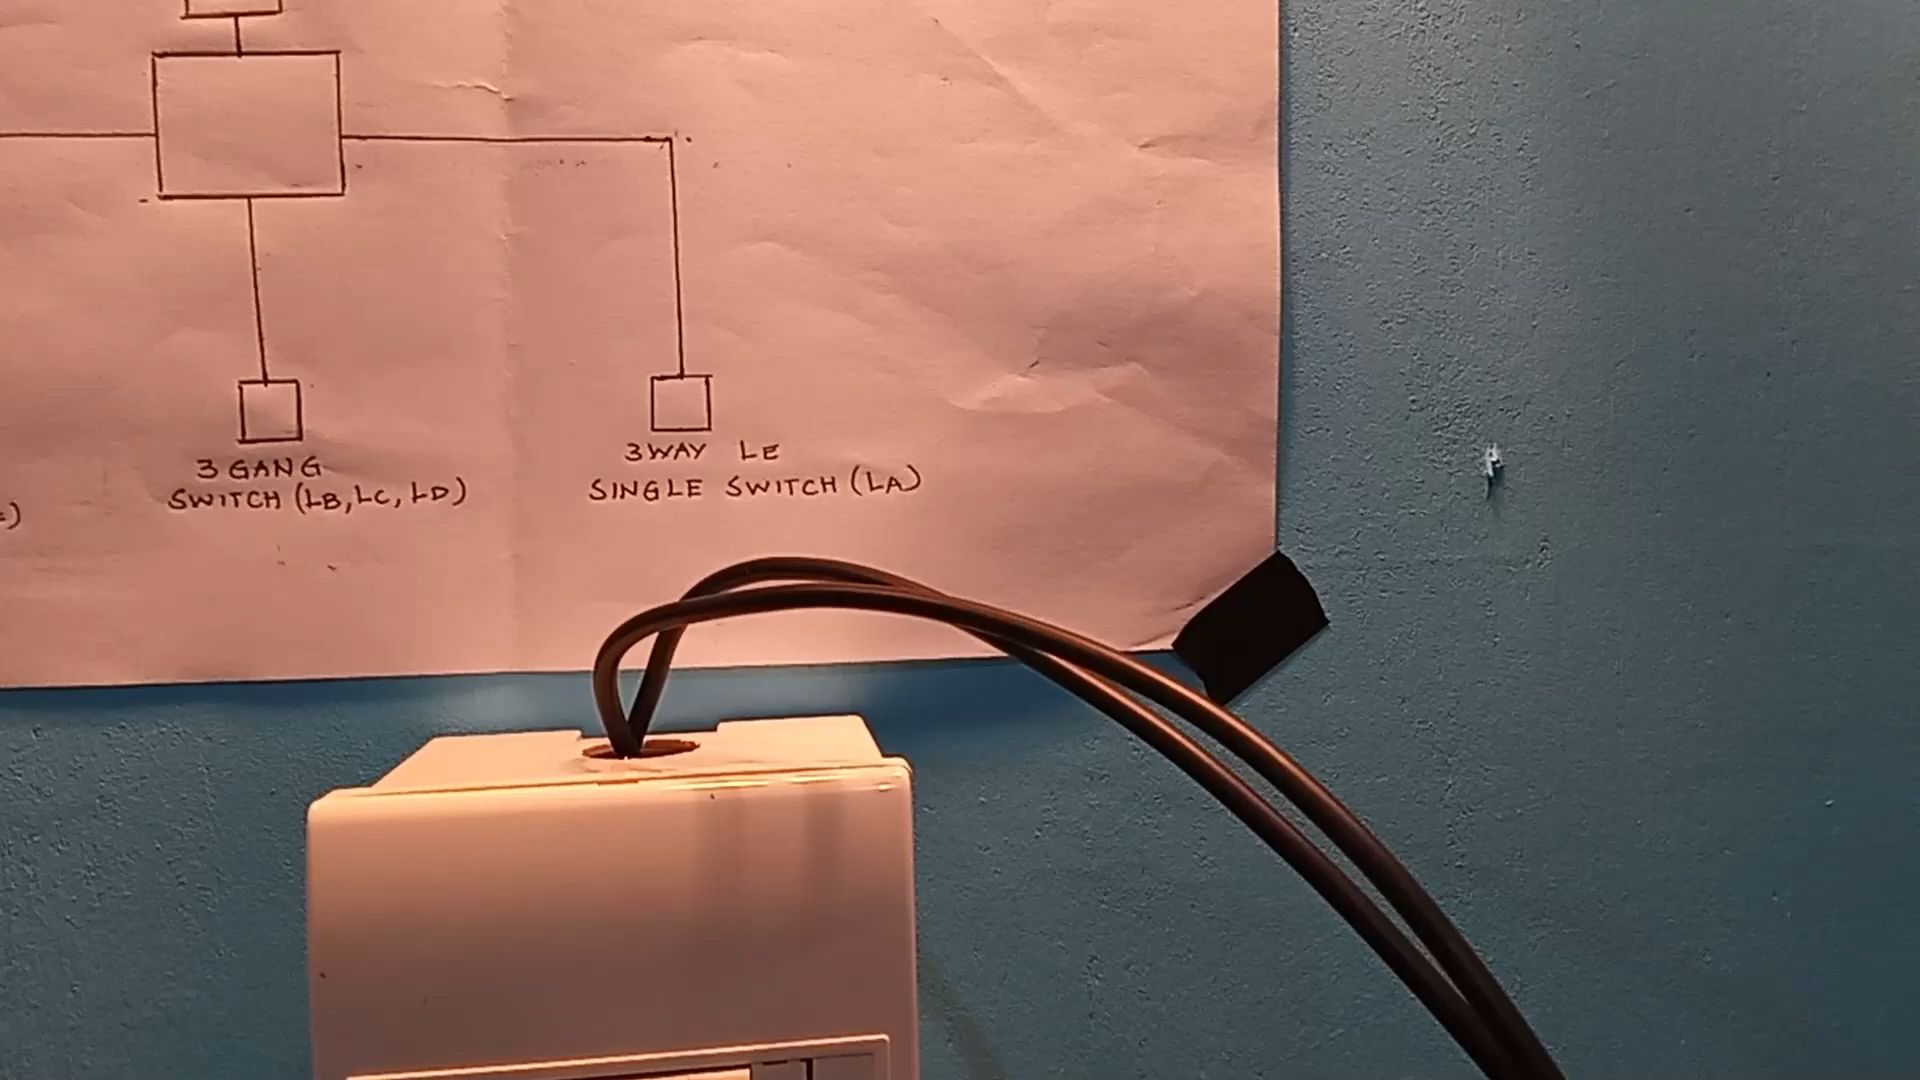 3 GANG
SWITCH (LB, LC, LD)
3WAY LE
SINGLE SWITCH (LA)